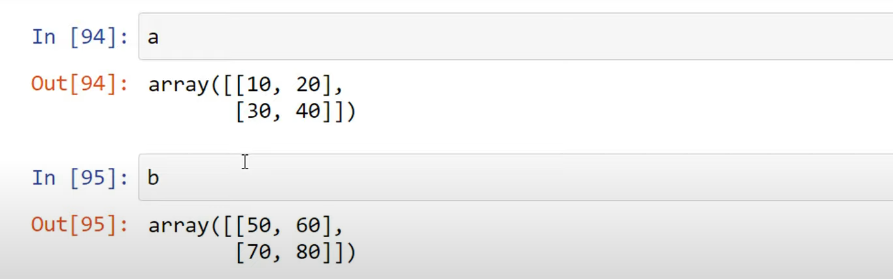 In [94]: a
Out[94]: array([[10, 20],
[30, 40]])
In [95]: b
Out[95]: array([[50, 60],
[70, 80]])